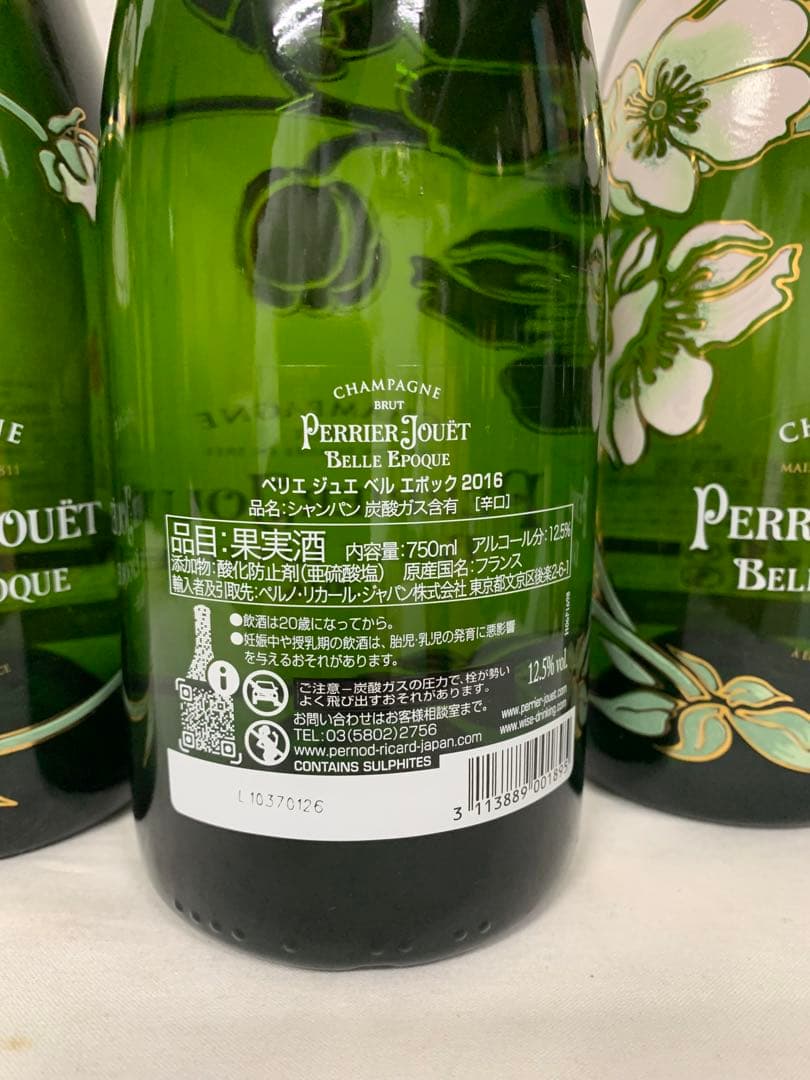 CHAMPAGNE
BRUT
PERRIER-JOUËT
BELLE EPOQUE
ペリエ ジュエ ベル エポック 2016
品名:シャンパン 炭酸ガス含有 [辛口]
品目:果実酒 内容量:750ml アルコール分:12.5%
添加物:酸化防止剤(亜硫酸塩) 原産国名:フランス
輸入者及引取先:ペルノ・リカール・ジャパン株式会社 東京都文京区後楽2-6-1
●飲酒は20歳になってから。
●妊娠中や授乳期の飲酒は、胎児・乳児の発育に悪影響
を与えるおそれがあります。
ご注意-炭酸ガスの圧力で、栓が勢い
よく飛び出すおそれがあります。
お問い合わせはお客様相談室まで。
TEL:03(5802)2756
www.pernod-ricard-japan.com
CONTAINS SULPHITES
12.5% vol.
www.perrier-jouet.com
www.wise-drinking.com
L10370126
3 113889 001895
NE
1811
OUËT
OQUE
CE
CH
MAI
PERR
BELL